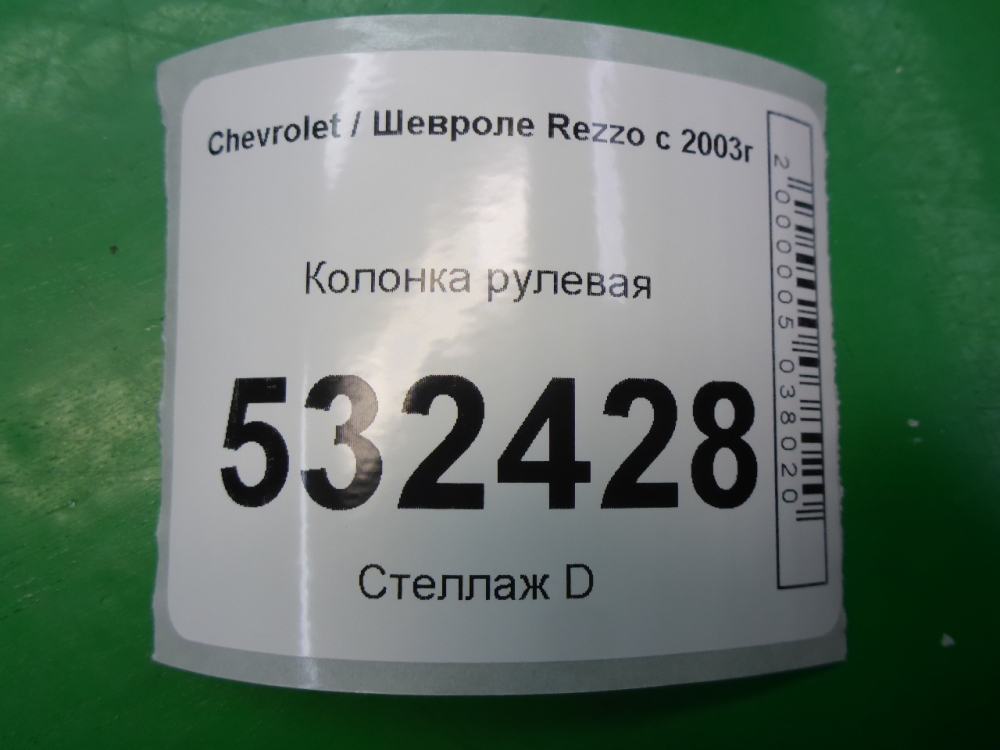 Chevrolet / Шевроле Rezzo с 2003г
Колонка рулевая
532428
Стеллаж D
2000005038020